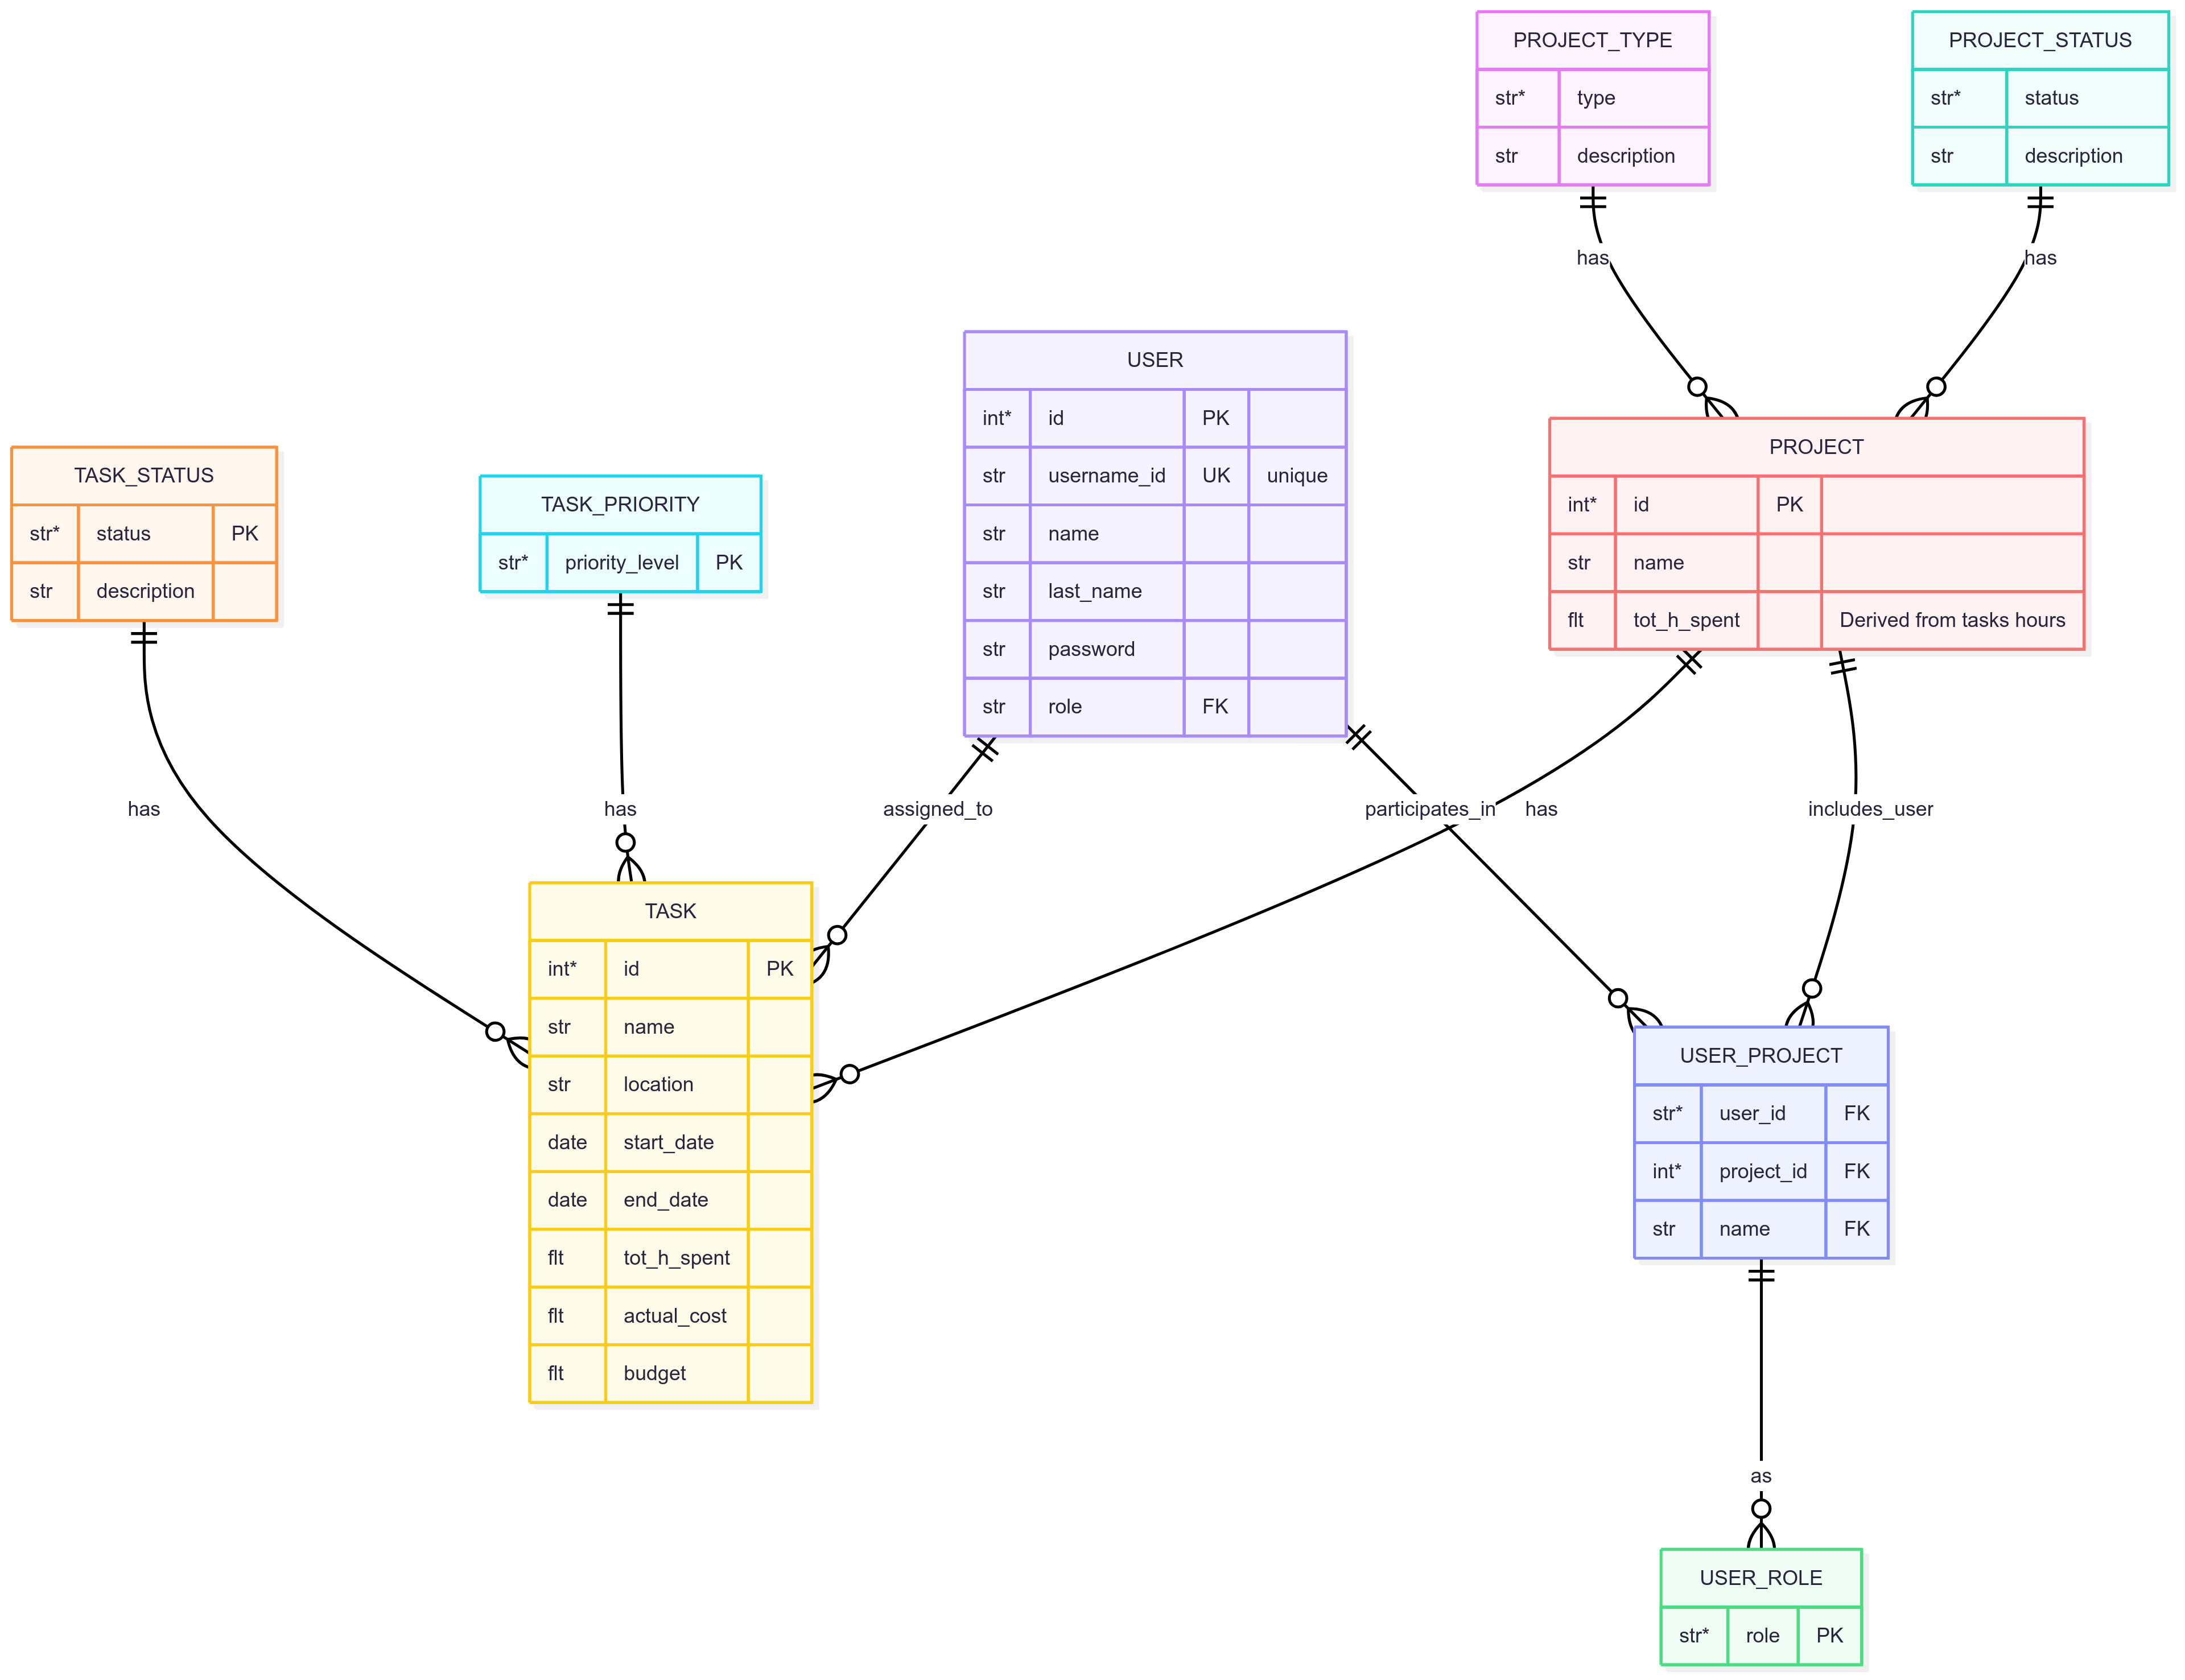 PROJECT_TYPE
str* type
str description
PROJECT_STATUS
str* status
str description
has
has
USER
int* id PK
str username_id UK unique
str name
str last_name
str password
str role FK
PROJECT
int* id PK
str name
flt tot_h_spent Derived from tasks hours
TASK_STATUS
str* status PK
str description
TASK_PRIORITY
str* priority_level PK
has
has
assigned_to
participates_in
has
includes_user
TASK
int* id PK
str name
str location
date start_date
date end_date
flt tot_h_spent
flt actual_cost
flt budget
USER_PROJECT
str* user_id FK
int* project_id FK
str name FK
as
USER_ROLE
str* role PK